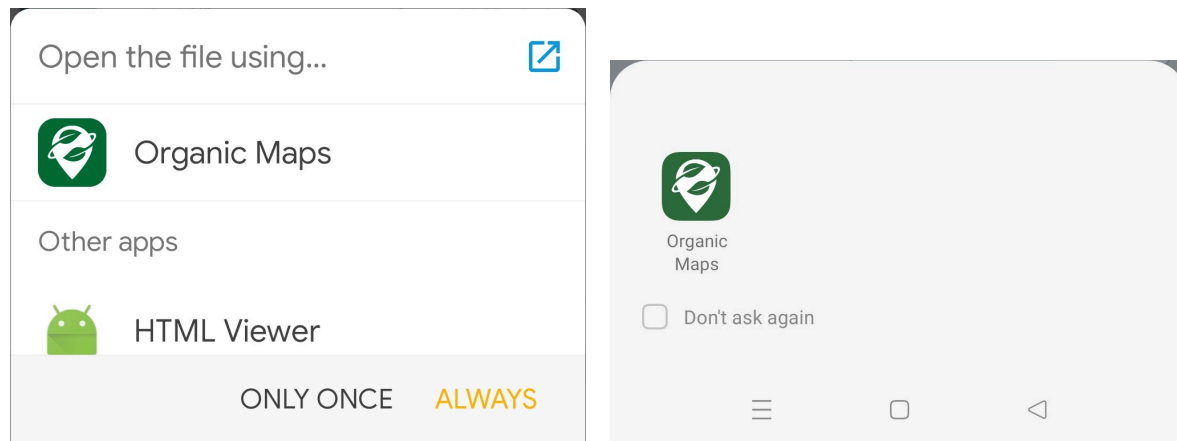 Open the file using...
Organic Maps
Other apps
HTML Viewer
ONLY ONCE ALWAYS
Organic
Maps
Don't ask again